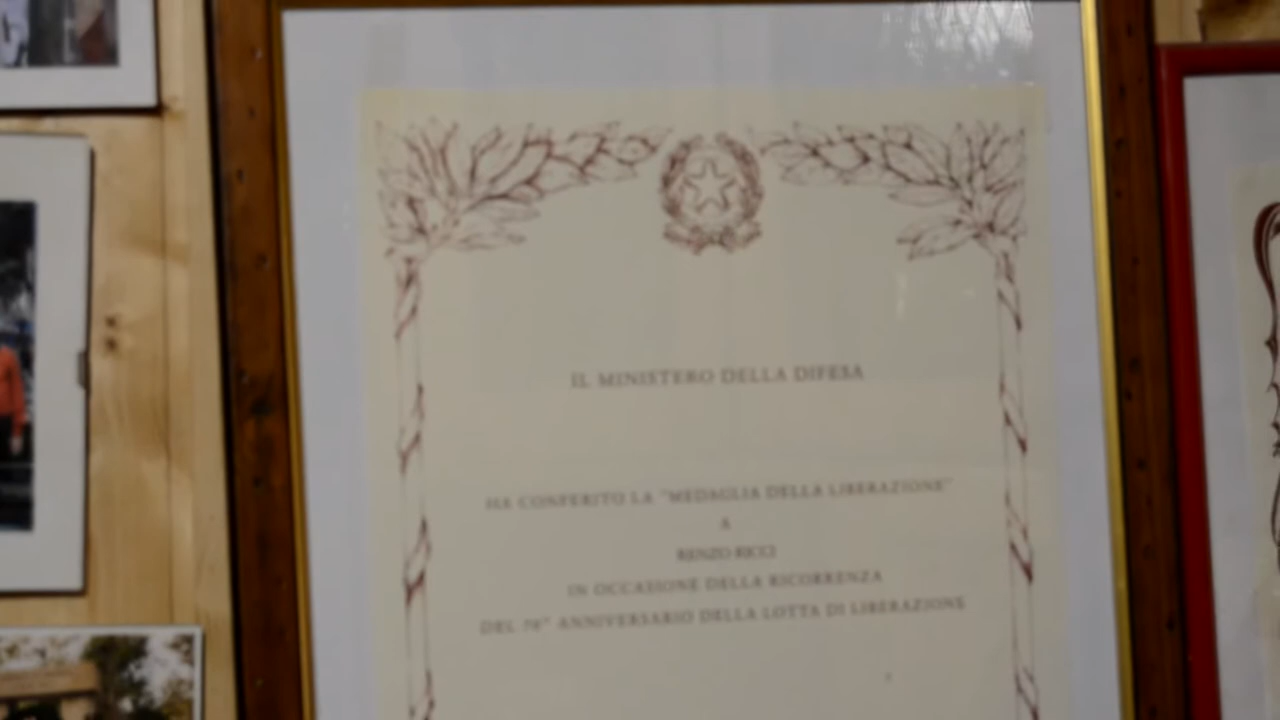 IL MINISTERO DELLA DIFESA
HA CONFERITO LA "MEDAGLIA DELLA LIBERAZIONE"
A
RENZO RICCI
IN OCCASIONE DELLA RICORRENZA
DEL 70° ANNIVERSARIO DELLA LOTTA DI LIBERAZIONE